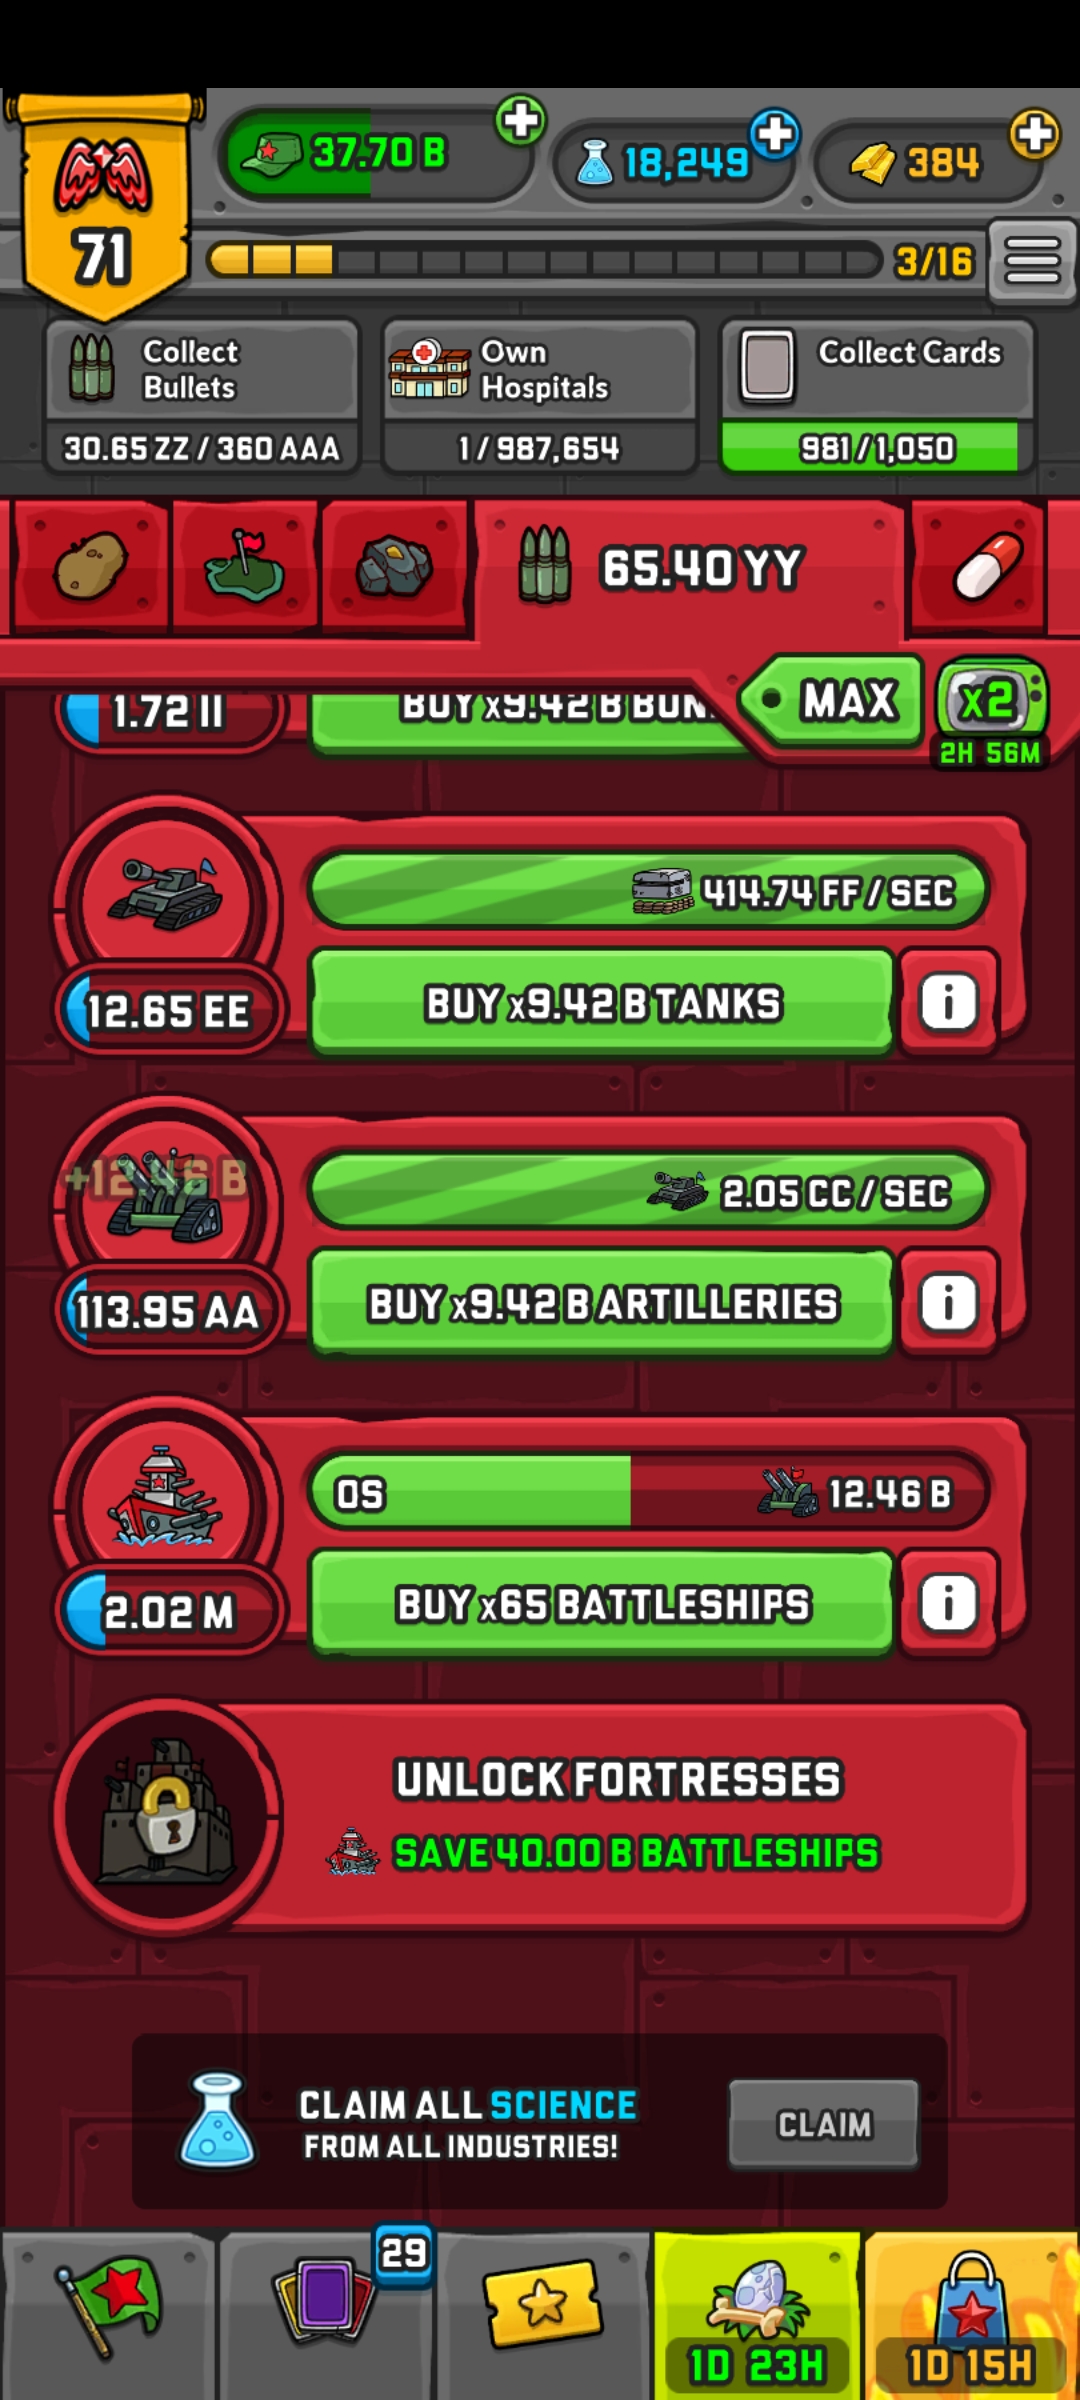 71
37.70 B
18,249
384
3/16
Collect
Bullets
30.65 ZZ / 360 AAA
Own
Hospitals
1 / 987,654
Collect Cards
981 / 1,050
65.40 YY
MAX
x2
2H 56M
1.72 II
BUY x9.42 B BUN
414.74 FF / SEC
12.65 EE
BUY x9.42 B TANKS
i
+12.46 B
2.05 CC / SEC
113.95 AA
BUY x9.42 B ARTILLERIES
i
0S
12.46 B
2.02 M
BUY x65 BATTLESHIPS
i
UNLOCK FORTRESSES
SAVE 40.00 B BATTLESHIPS
CLAIM ALL SCIENCE
FROM ALL INDUSTRIES!
CLAIM
29
1D 23H
1D 15H